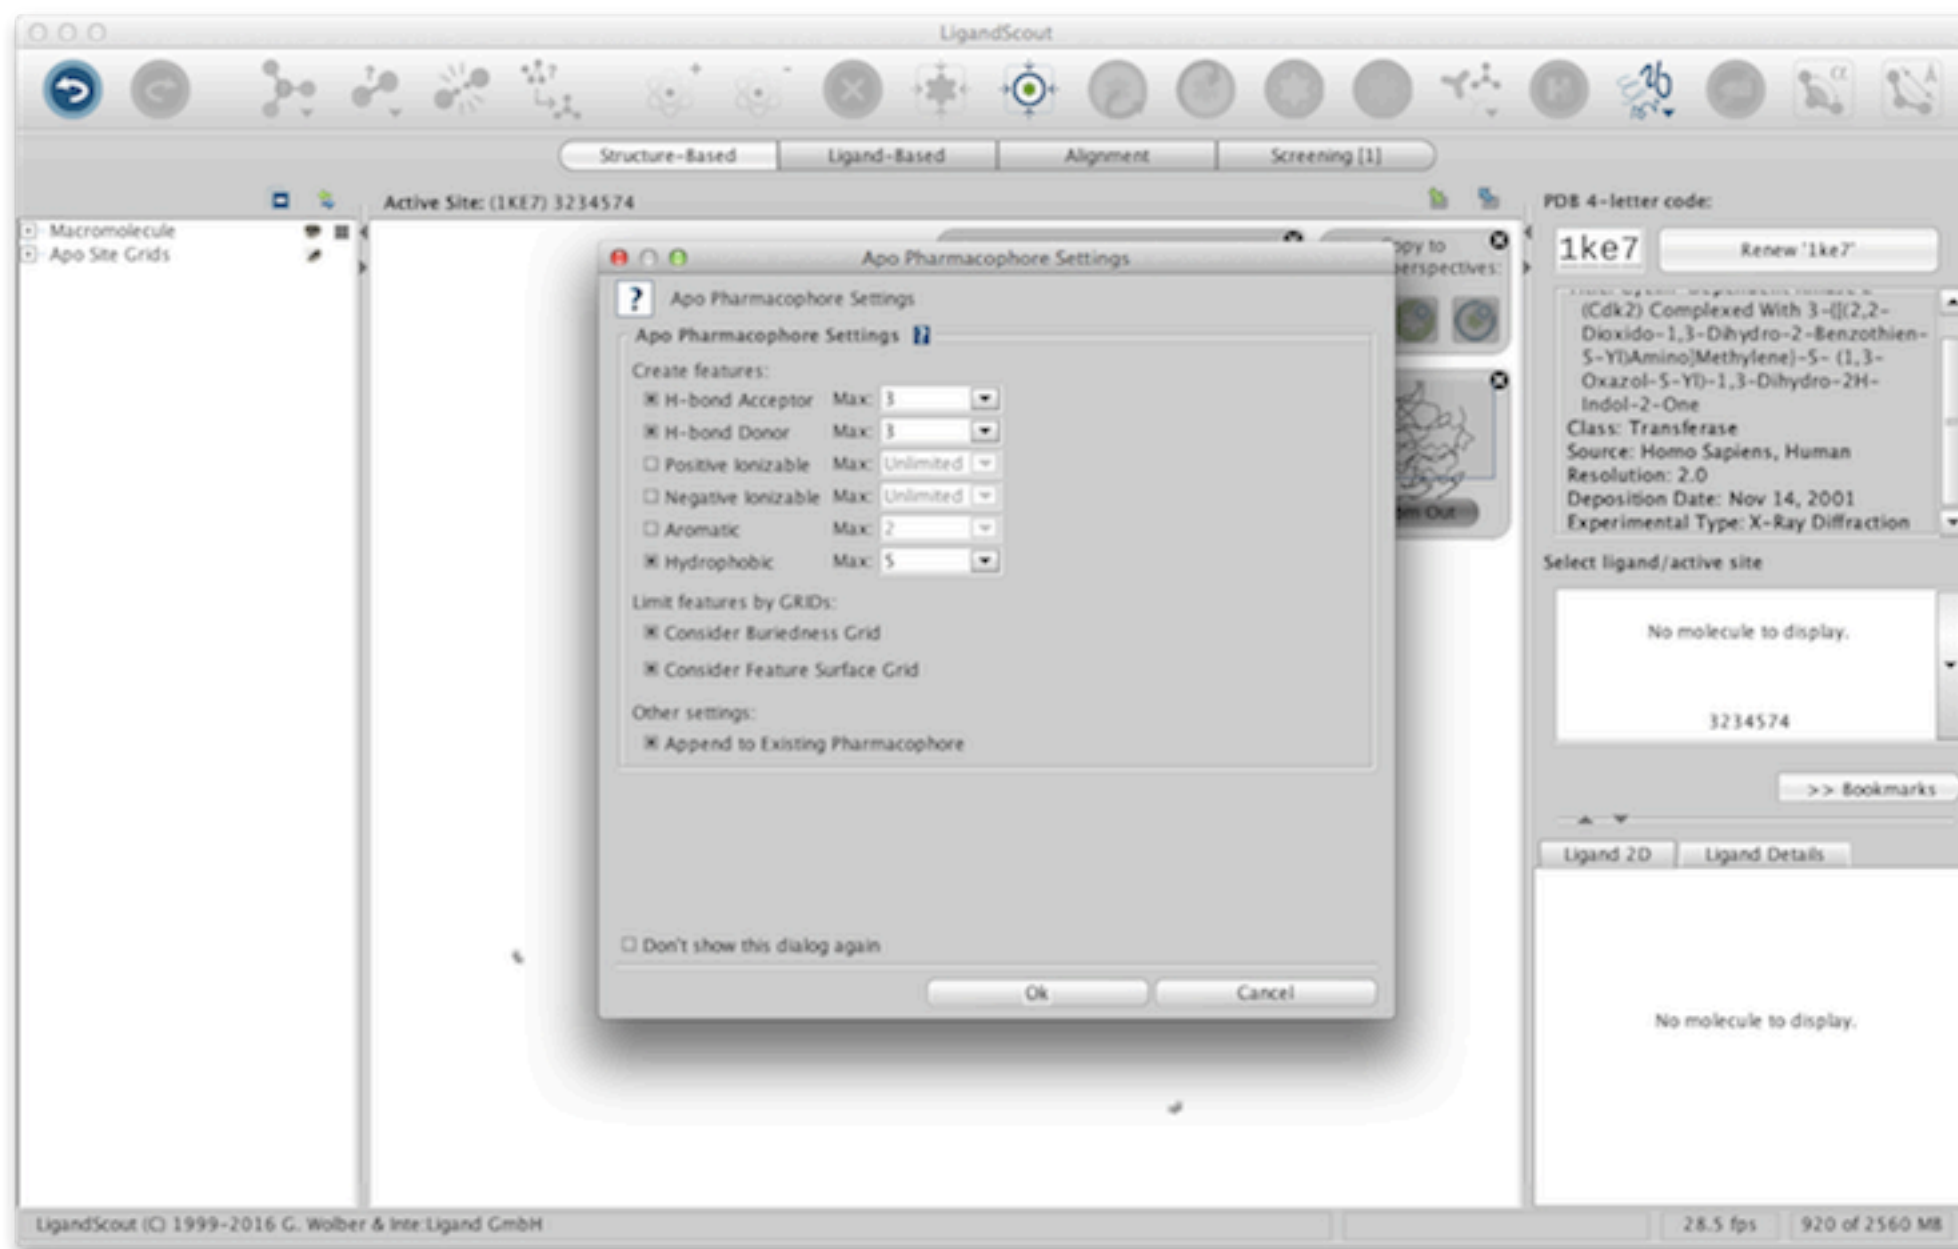 LigandScout
Structure-Based
Ligand-Based
Alignment
Screening [1]
Active Site: (1KE7) 3234574
PDB 4-letter code:
Macromolecule
Apo Site Grids
1ke7
Renew '1ke7'
Copy to
perspectives:
(Cdk2) Complexed With 3-{[(2,2-
Dioxido-1,3-Dihydro-2-Benzothien-
5-Yl)Amino]Methylene}-5- (1,3-
Oxazol-5-Yl)-1,3-Dihydro-2H-
Indol-2-One
Class: Transferase
Source: Homo Sapiens, Human
Resolution: 2.0
Deposition Date: Nov 14, 2001
Experimental Type: X-Ray Diffraction
Out
Apo Pharmacophore Settings
? Apo Pharmacophore Settings
Apo Pharmacophore Settings ?
Create features:
H-bond Acceptor Max: 3
H-bond Donor Max: 3
Positive Ionizable Max: Unlimited
Negative Ionizable Max: Unlimited
Aromatic Max: 2
Hydrophobic Max: 5
Limit features by GRIDs:
Consider Buriedness Grid
Consider Feature Surface Grid
Other settings:
Append to Existing Pharmacophore
Don't show this dialog again
Ok
Cancel
Select ligand/active site
No molecule to display.
3234574
>> Bookmarks
Ligand 2D
Ligand Details
No molecule to display.
LigandScout (C) 1999-2016 G. Wolber & Inte:Ligand GmbH
28.5 fps
920 of 2560 MB